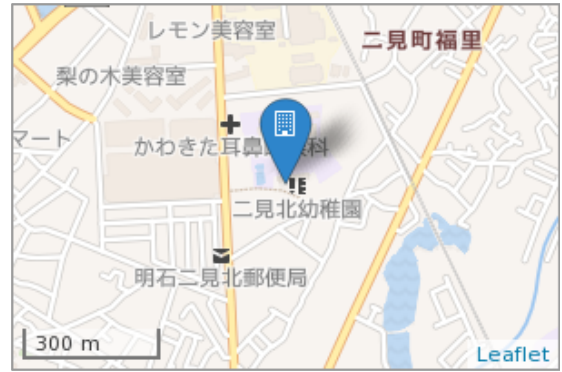 レモン美容室
二見町福里
梨の木美容室
マート
かわきた耳鼻 科
二見北幼稚園
明石二見北郵便局
300 m
Leaflet